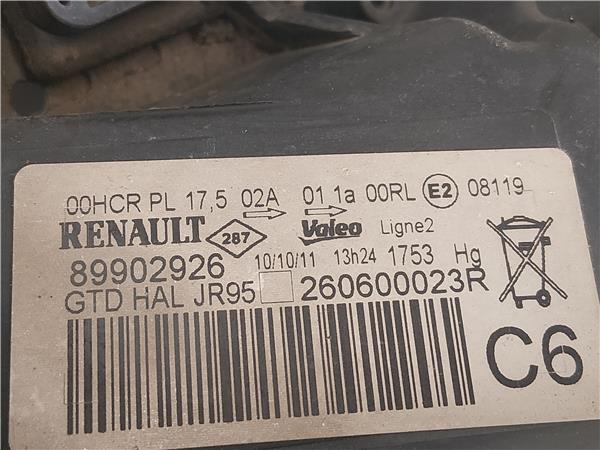 00HCR PL 17,5 02A 01 1a 00RL E2 08119
RENAULT 287 Valeo Ligne2
89902926 10/10/11 13h24 1753 Hg
GTD HAL JR95 260600023R
C6